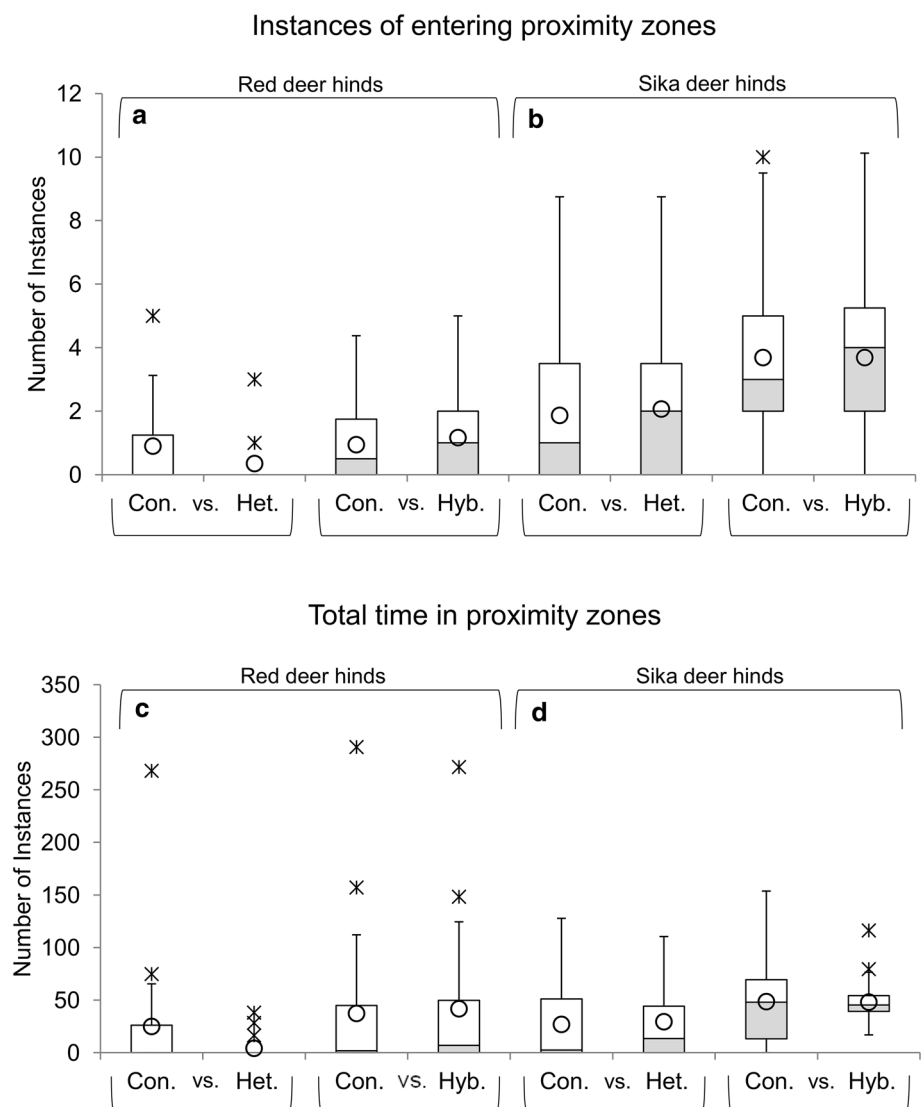 Instances of entering proximity zones
Red deer hinds
Sika deer hinds
a
b
Number of Instances
12
10
8
6
4
2
0
Con. vs. Het.
Con. vs. Hyb.
Con. vs. Het.
Con. vs. Hyb.
Total time in proximity zones
Red deer hinds
Sika deer hinds
c
d
Number of Instances
350
300
250
200
150
100
50
0
Con. vs. Het.
Con. vs. Hyb.
Con. vs. Het.
Con. vs. Hyb.